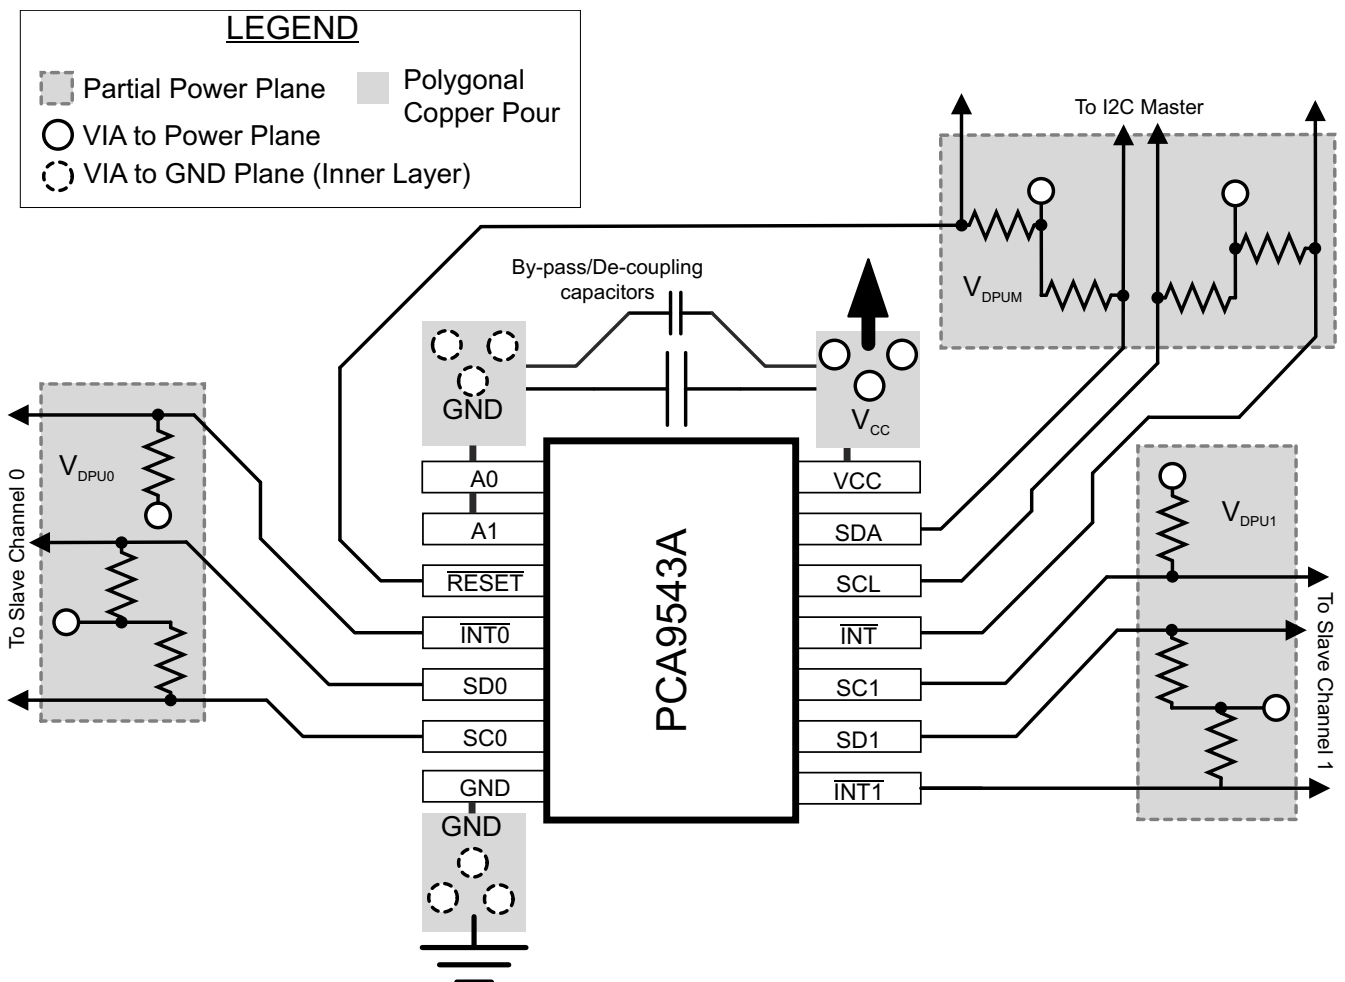 LEGEND
Partial Power Plane
Polygonal
Copper Pour
VIA to Power Plane
VIA to GND Plane (Inner Layer)
To I2C Master
By-pass/De-coupling
capacitors
VDPUM
GND
VCC
VDPU0
To Slave Channel 0
VDPU1
To Slave Channel 1
PCA9543A
A0
A1
RESET
INT0
SD0
SC0
GND
GND
VCC
SDA
SCL
INT
SC1
SD1
INT1